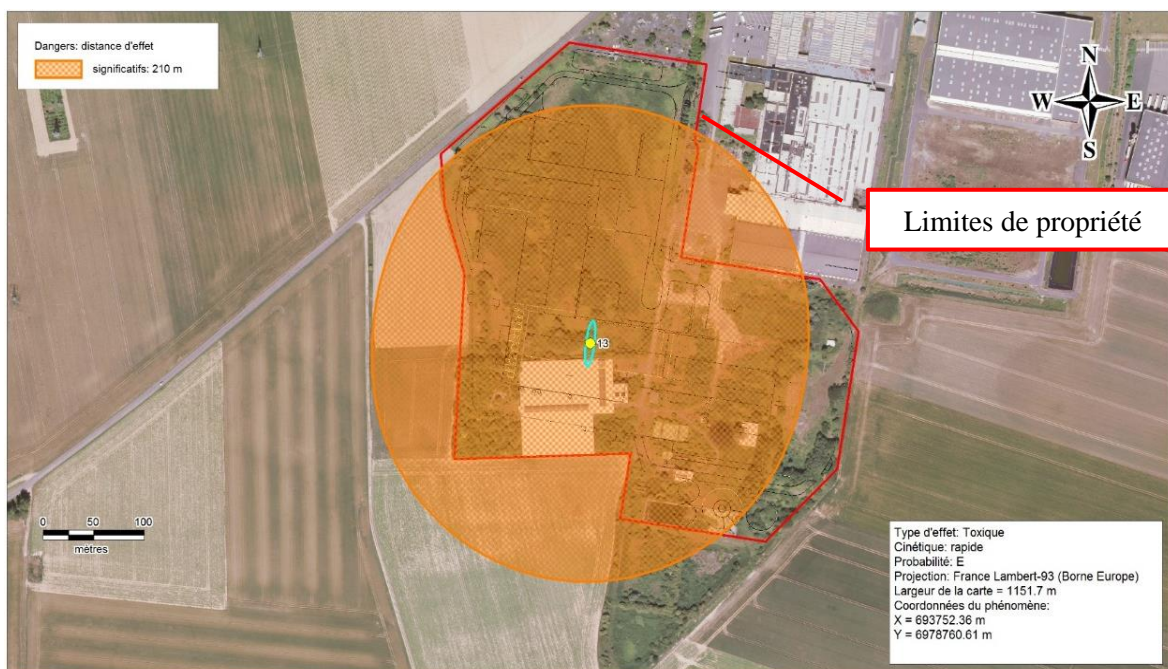 Dangers: distance d'effet
significatifs: 210 m
N
W
E
S
Limites de propriété
13
0 50 100
mètres
Type d'effet: Toxique
Cinétique: rapide
Probabilité: E
Projection: France Lambert-93 (Borne Europe)
Largeur de la carte = 1151.7 m
Coordonnées du phénomène:
X = 693752.36 m
Y = 6978760.61 m